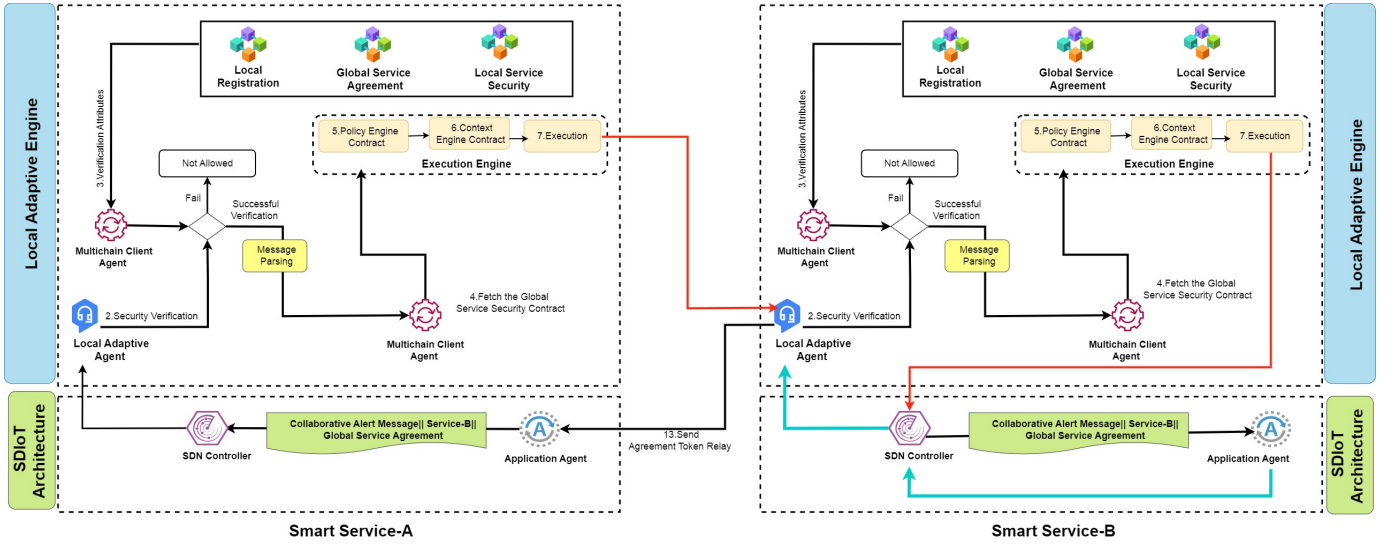 Local Adaptive Engine
Local
Registration
Global Service
Agreement
Local Service
Security
3.Verification Attributes
5.Policy Engine
Contract
6.Context
Engine Contract
7.Execution
Execution Engine
Not Allowed
Fail
Successful
Verification
Message
Parsing
Multichain Client
Agent
4.Fetch the Global
Service Security Contract
2.Security Verification
Local Adaptive
Agent
Multichain Client
Agent
SDIoT
Architecture
Collaborative Alert Message|| Service-B||
Global Service Agreement
SDN Controller
Application Agent
13.Send
Agreement Token Relay
Smart Service-A
Local
Registration
Global Service
Agreement
Local Service
Security
3.Verification Attributes
5.Policy Engine
Contract
6.Context
Engine Contract
7.Execution
Execution Engine
Not Allowed
Fail
Successful
Verification
Message
Parsing
Multichain Client
Agent
4.Fetch the Global
Service Security Contract
2.Security Verification
Local Adaptive
Agent
Multichain Client
Agent
Local Adaptive Engine
Collaborative Alert Message|| Service-B||
Global Service Agreement
SDN Controller
Application Agent
SDIoT
Architecture
Smart Service-B